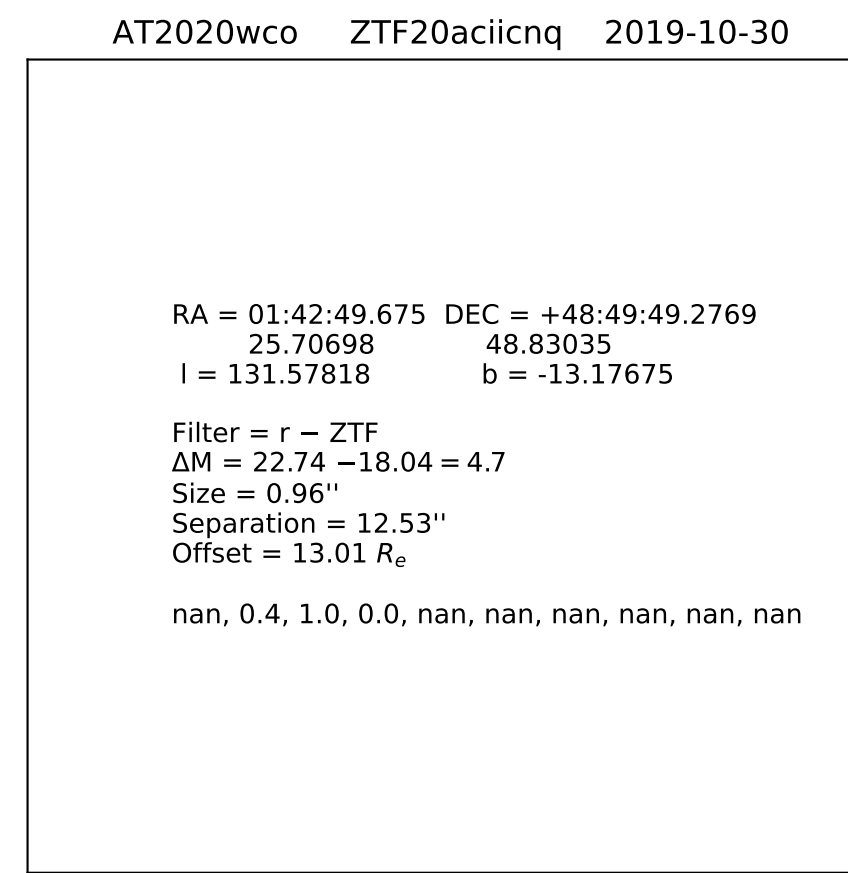 AT2020wco ZTF20aciicnq 2019-10-30
RA = 01:42:49.675 DEC = +48:49:49.2769
25.70698 48.83035
l = 131.57818 b = -13.17675
Filter = r − ZTF
ΔM = 22.74 −18.04 = 4.7
Size = 0.96''
Separation = 12.53''
Offset = 13.01 Re
nan, 0.4, 1.0, 0.0, nan, nan, nan, nan, nan, nan